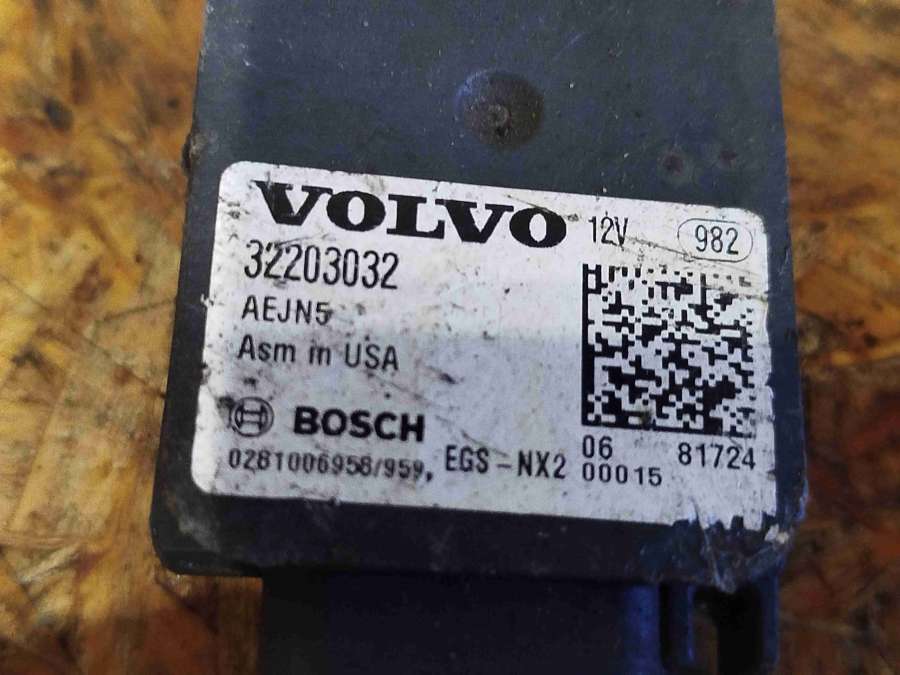 VOLVO 12V 982
32203032
AEJN5
Asm in USA
BOSCH
0281006958/959, EGS-NX2
06 81724
00015